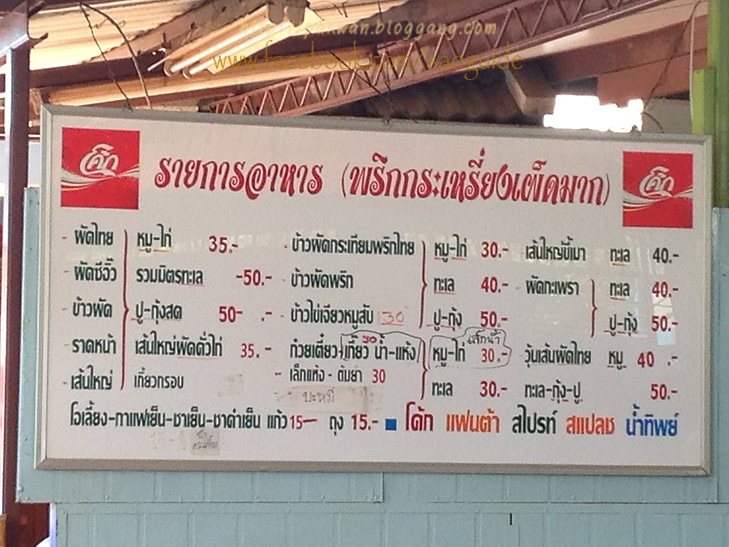 wan.bloggang.com
www.facebook.com/
โค้ก
รายการอาหาร (พริกกระเหรี่ยงเผ็ดมาก)
โค้ก
- ผัดไทย หมู-ไก่ 35.-
- ผัดซีอิ๊ว รวมมิตรทะเล -50.-
- ข้าวผัด ปู-กุ้งสด 50- .-
- ราดหน้า เส้นใหญ่ผัดคั่วไก่ 35.-
- เส้นใหญ่ เกี้ยวกรอบ
- ข้าวผัดกระเทียมพริกไทย หมู-ไก่ 30.-
- ข้าวผัดพริก ทะเล 40.-
- ข้าวไข่เจียวหมูสับ 30 ปู-กุ้ง 50.-
- ก๋วยเตี๋ยว-เกี้ยว 30 น้ำ-แห้ง หมู-ไก่ 30.-
- เล็กแห้ง - ต้มยำ 30 ทะเล 30.-
บะหมี่
- เส้นใหญ่ขี้เมา ทะเล 40.-
- ผัดกะเพรา ทะเล 40.-
ปู-กุ้ง 50.-
- วุ้นเส้นผัดไทย หมู 40 .-
ทะเล-กุ้ง-ปู 50.-
โอเลี้ยง-กาแฟเย็น-ชาเย็น-ชาดำเย็น แก้ว 15- ถุง 15.- โค้ก แฟนต้า สไปรท์ สแปลช น้ำทิพย์